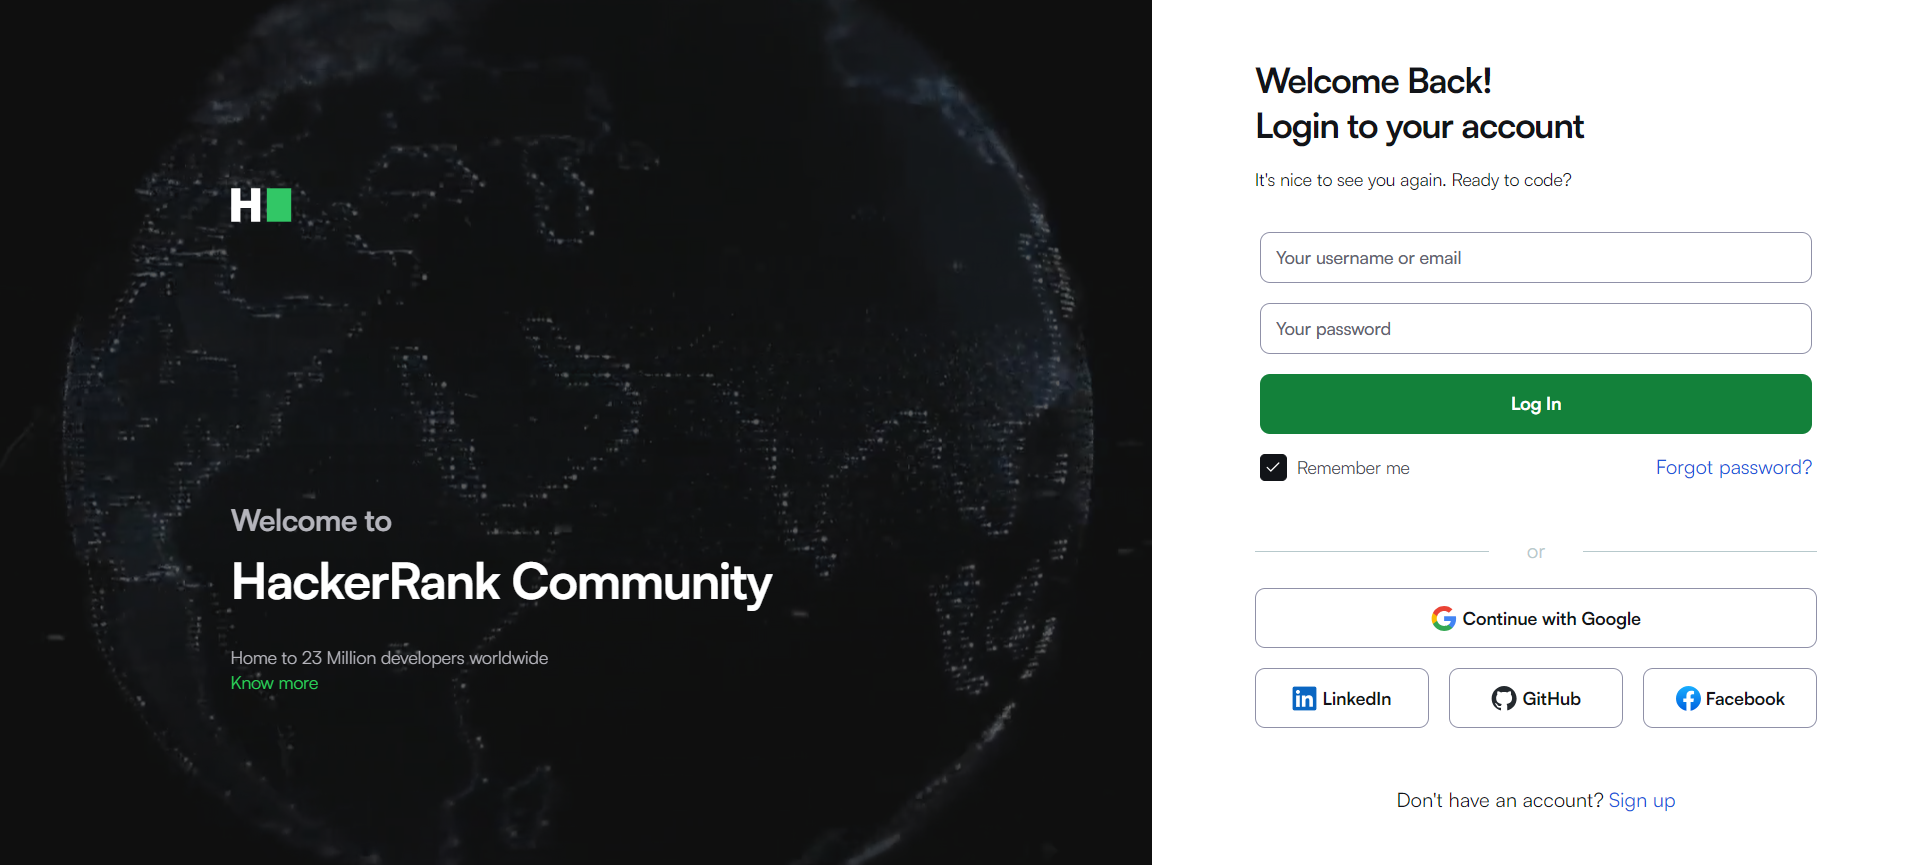 H
Welcome to
HackerRank Community
Home to 23 Million developers worldwide
Know more
Welcome Back!
Login to your account
It's nice to see you again. Ready to code?
Your username or email
Your password
Log In
Remember me
Forgot password?
or
Continue with Google
LinkedIn
GitHub
Facebook
Don't have an account? Sign up